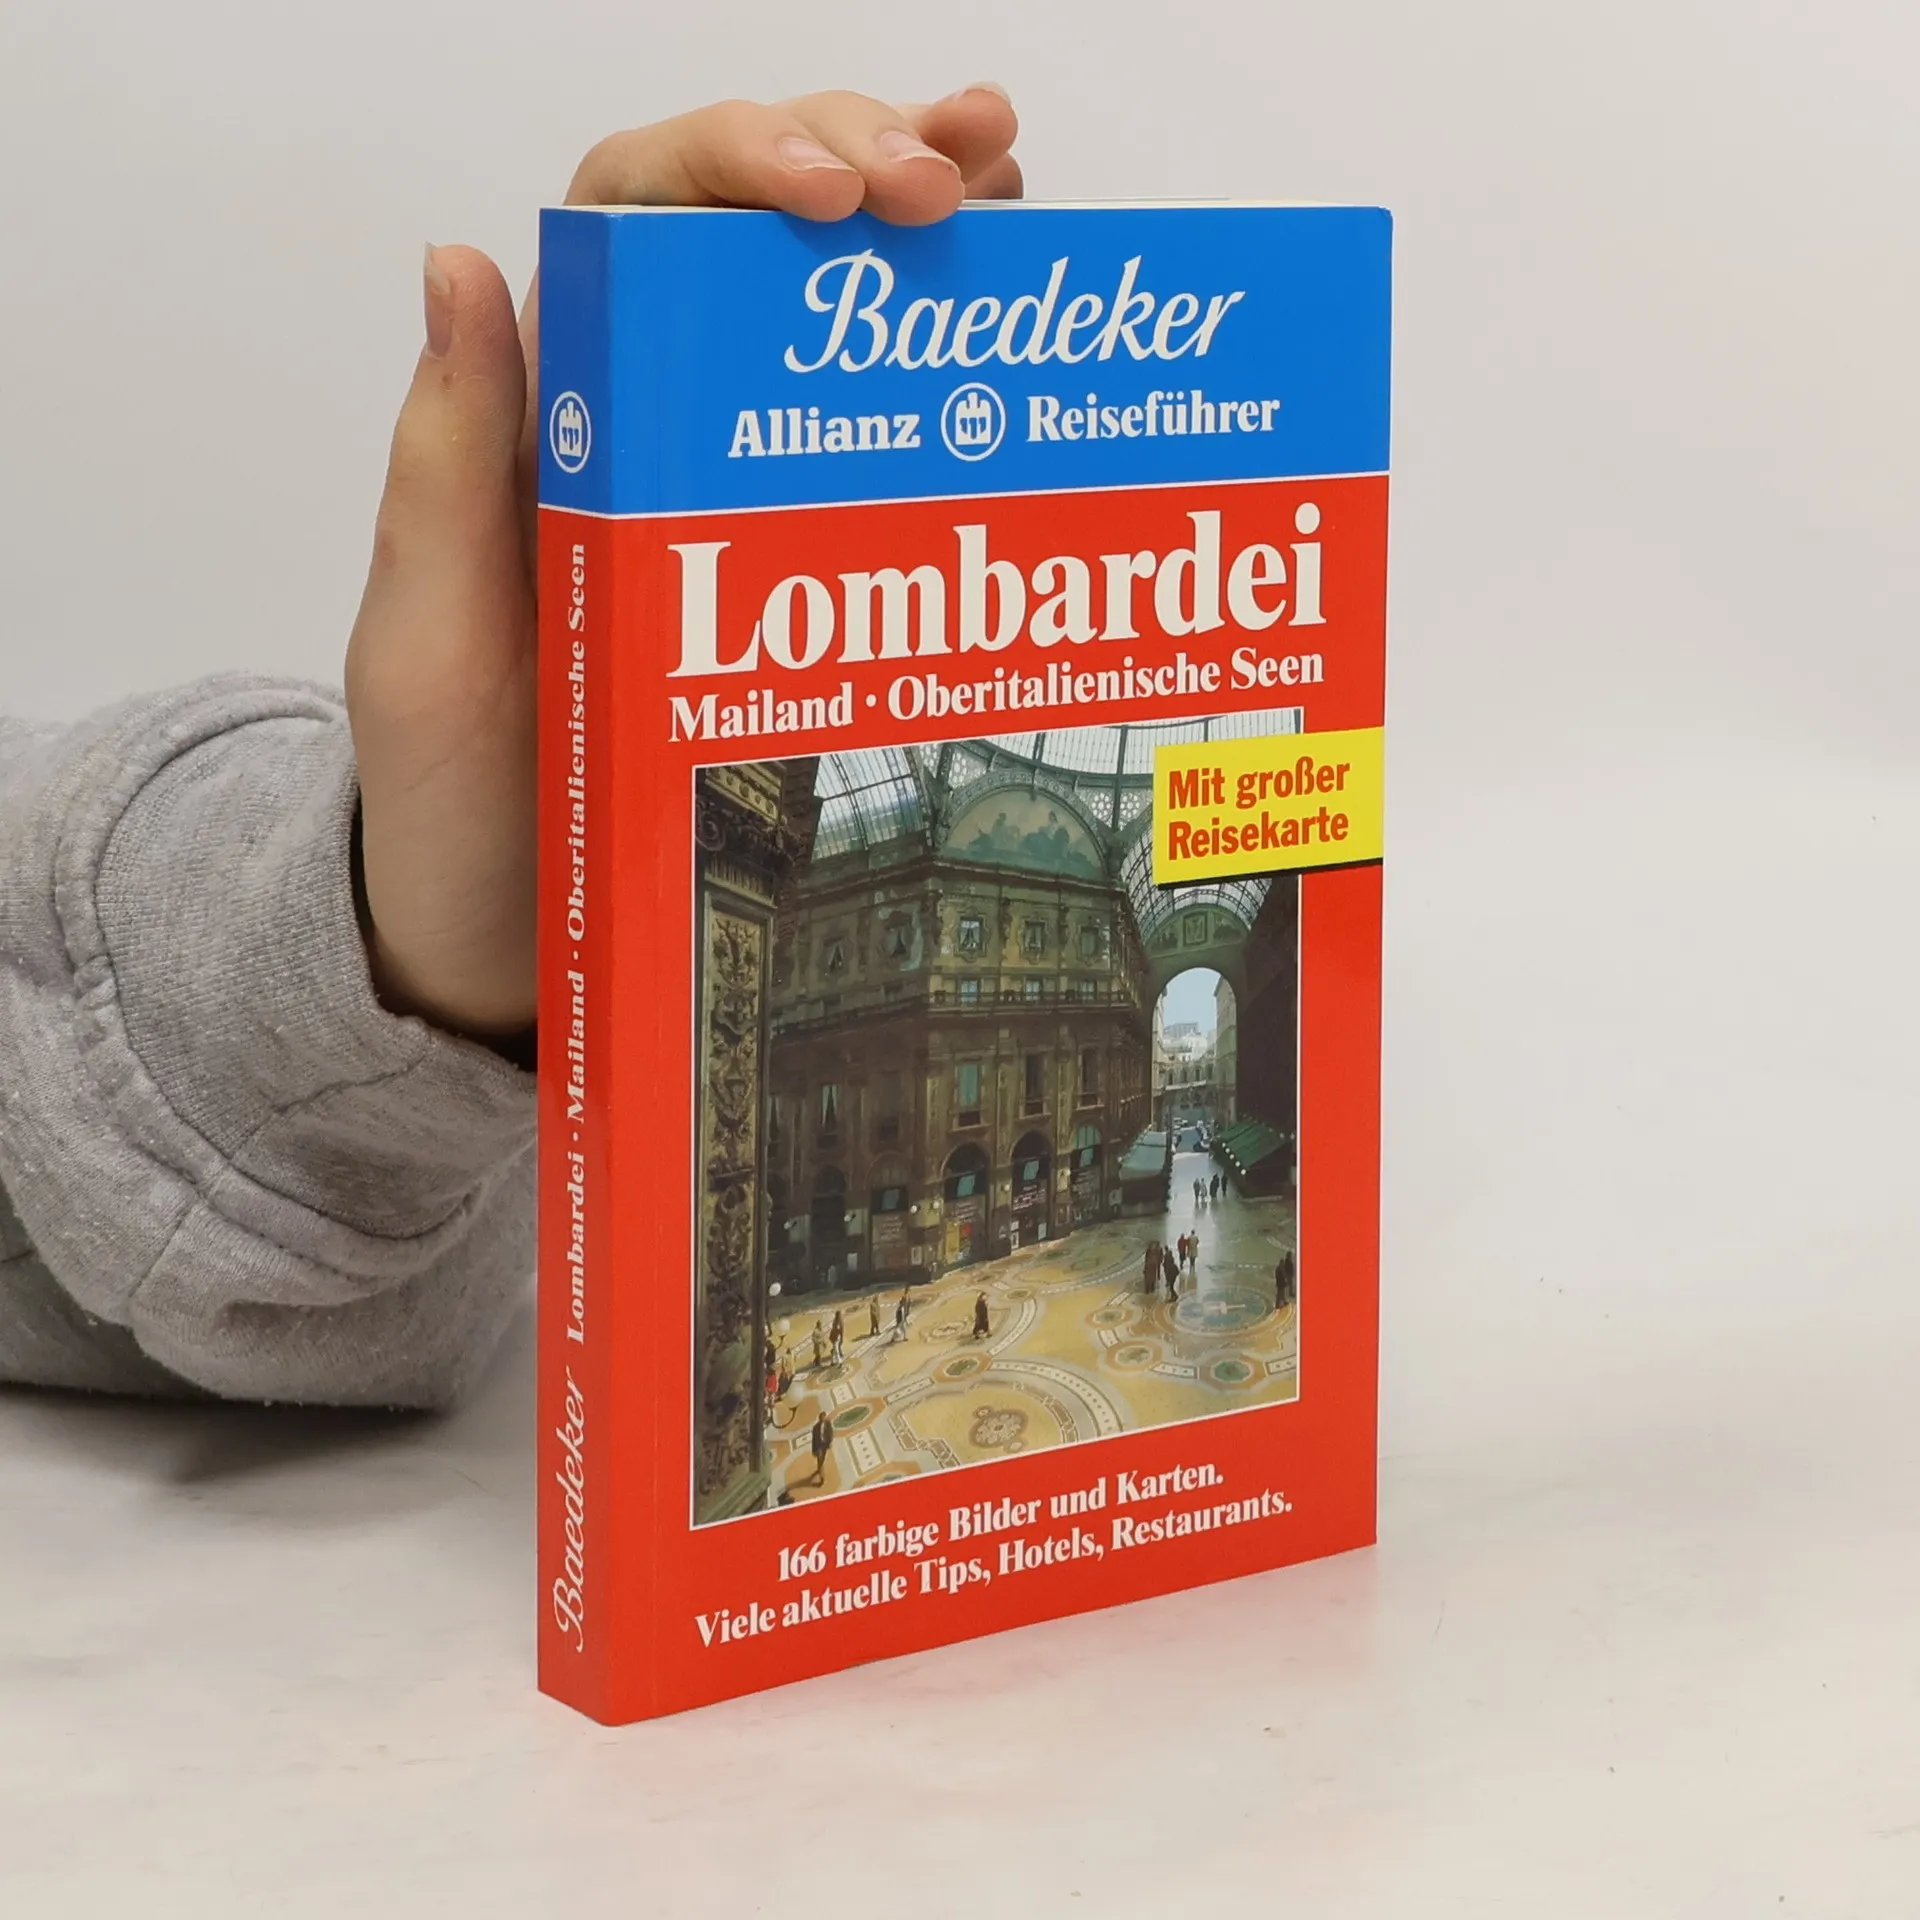 Baedeker
Allianz Reiseführer
Lombardei
Mailand · Oberitalienische Seen
Mit großer
Reisekarte
166 farbige Bilder und Karten.
Viele aktuelle Tips, Hotels, Restaurants.
Baedeker Lombardei · Mailand · Oberitalienische Seen